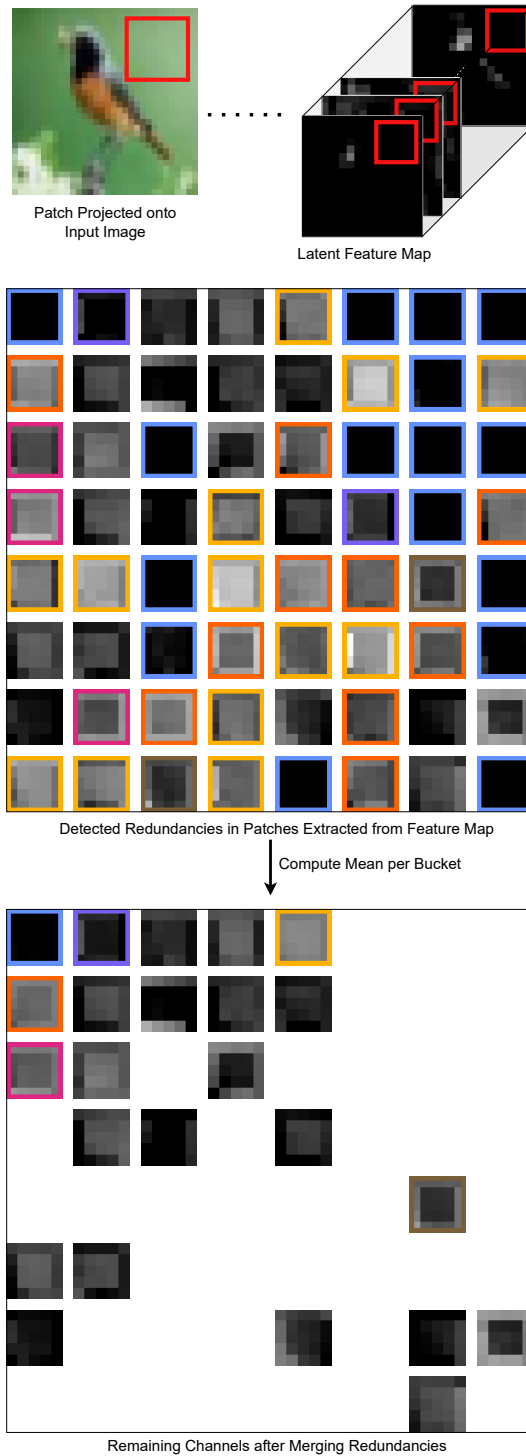 Patch Projected onto
Input Image
Latent Feature Map
Detected Redundancies in Patches Extracted from Feature Map
Compute Mean per Bucket
Remaining Channels after Merging Redundancies